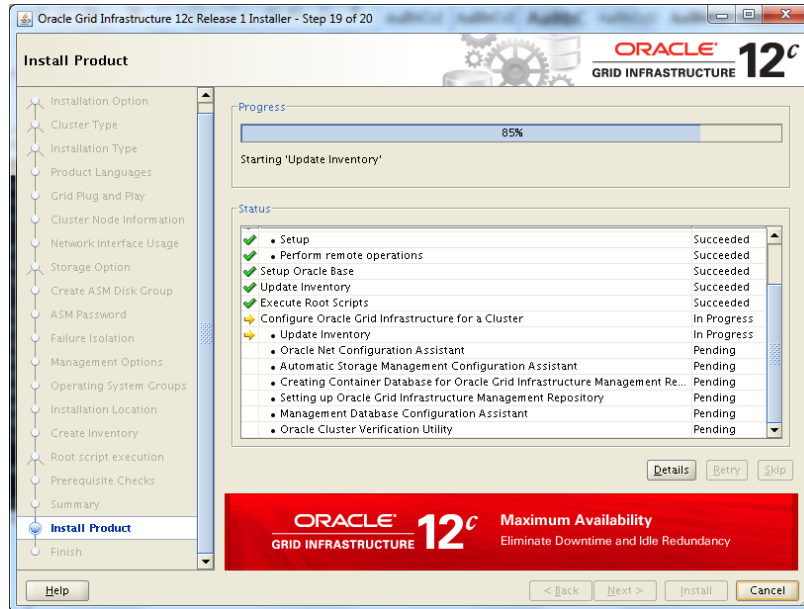 Oracle Grid Infrastructure 12c Release 1 Installer - Step 19 of 20
Install Product
ORACLE
GRID INFRASTRUCTURE
12c
Installation Option
Cluster Type
Installation Type
Product Languages
Grid Plug and Play
Cluster Node Information
Network Interface Usage
Storage Option
Create ASM Disk Group
ASM Password
Failure Isolation
Management Options
Operating System Groups
Installation Location
Create Inventory
Root script execution
Prerequisite Checks
Summary
Install Product
Finish
Progress
85%
Starting 'Update Inventory'
Status
• Setup Succeeded
• Perform remote operations Succeeded
Setup Oracle Base Succeeded
Update Inventory Succeeded
Execute Root Scripts Succeeded
Configure Oracle Grid Infrastructure for a Cluster In Progress
• Update Inventory In Progress
• Oracle Net Configuration Assistant Pending
• Automatic Storage Management Configuration Assistant Pending
• Creating Container Database for Oracle Grid Infrastructure Management Re... Pending
• Setting up Oracle Grid Infrastructure Management Repository Pending
• Management Database Configuration Assistant Pending
• Oracle Cluster Verification Utility Pending
Details Retry Skip
ORACLE
GRID INFRASTRUCTURE
12c
Maximum Availability
Eliminate Downtime and Idle Redundancy
Help < Back Next > Install Cancel